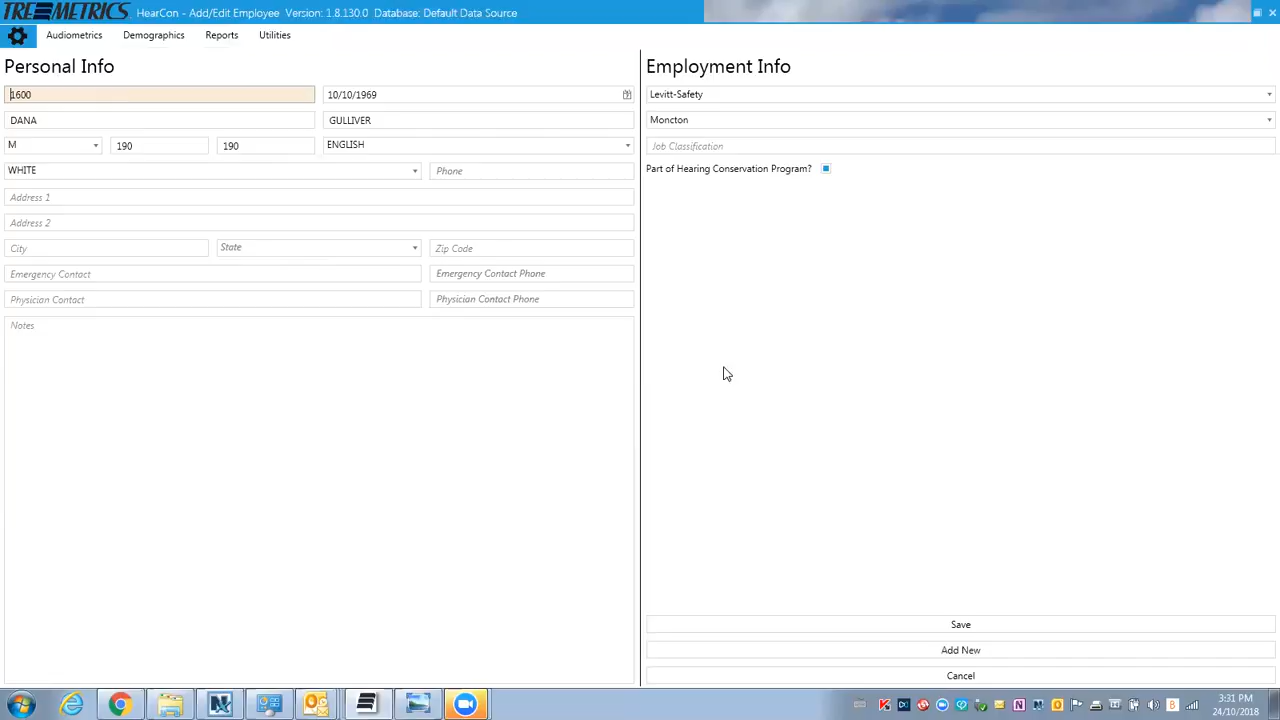 TREMETRICS HearCon - Add/Edit Employee Version: 1.8.130.0 Database: Default Data Source
Audiometrics Demographics Reports Utilities
Personal Info
1600 10/10/1969
DANA GULLIVER
M 190 190 ENGLISH
WHITE Phone
Address 1
Address 2
City State Zip Code
Emergency Contact Emergency Contact Phone
Physician Contact Physician Contact Phone
Notes
Employment Info
Levitt-Safety
Moncton
Job Classification
Part of Hearing Conservation Program?
Save
Add New
Cancel
3:31 PM
24/10/2018